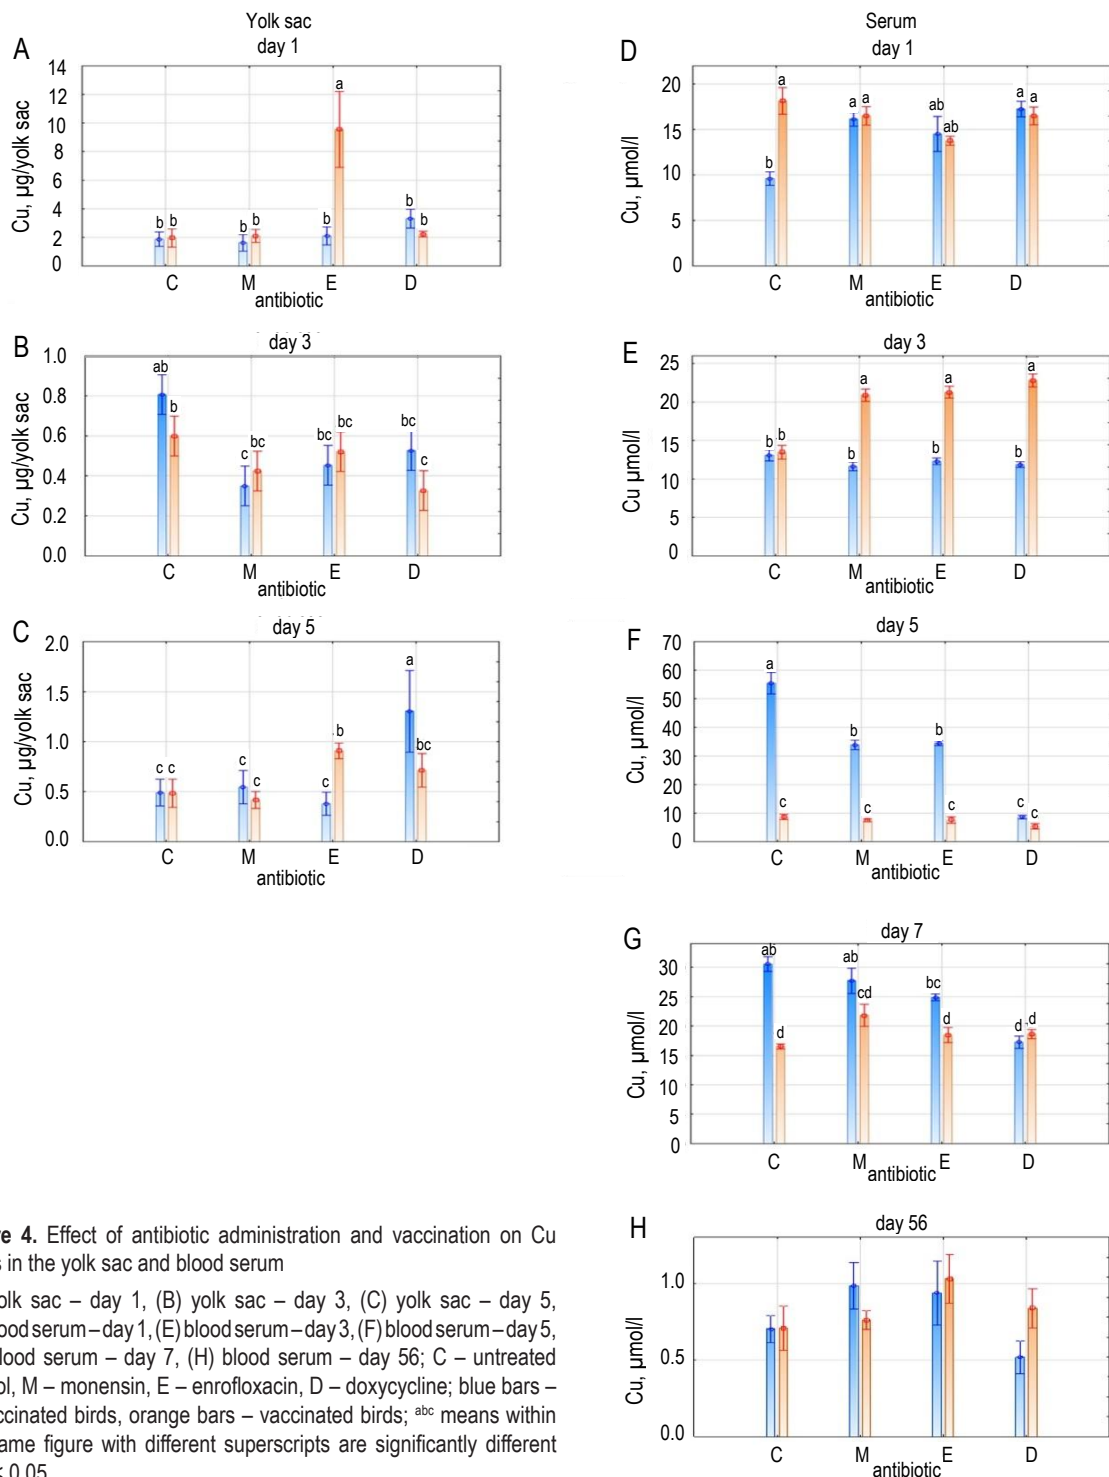 Yolk sac
A
day 1
14
12
10
8
6
4
2
0
Cu, µg/yolk sac
b b b b b a b b
C M E D
antibiotic
B
day 3
1.0
0.8
0.6
0.4
0.2
0.0
Cu, µg/yolk sac
ab b c bc bc bc bc c
C M E D
antibiotic
C
day 5
2.0
1.5
1.0
0.5
0.0
Cu, µg/yolk sac
c c c c c b a bc
C M E D
antibiotic
Serum
D
day 1
20
15
10
5
0
Cu, µmol/l
b a a a ab ab a a
C M E D
antibiotic
E
day 3
25
20
15
10
5
0
Cu µmol/l
b b b a b a b a
C M E D
antibiotic
F
day 5
70
60
50
40
30
20
10
0
Cu, µmol/l
a c b c b c c c
C M E D
antibiotic
G
day 7
30
25
20
15
10
5
0
Cu, µmol/l
ab d ab cd bc d d d
C M E D
antibiotic
H
day 56
1.0
0.5
0.0
Cu, µmol/l
C M E D
antibiotic
re 4. Effect of antibiotic administration and vaccination on Cu
s in the yolk sac and blood serum
olk sac – day 1, (B) yolk sac – day 3, (C) yolk sac – day 5,
ood serum – day 1, (E) blood serum – day 3, (F) blood serum – day 5,
lood serum – day 7, (H) blood serum – day 56; C – untreated
ol, M – monensin, E – enrofloxacin, D – doxycycline; blue bars –
ccinated birds, orange bars – vaccinated birds; abc means within
ame figure with different superscripts are significantly different
< 0.05